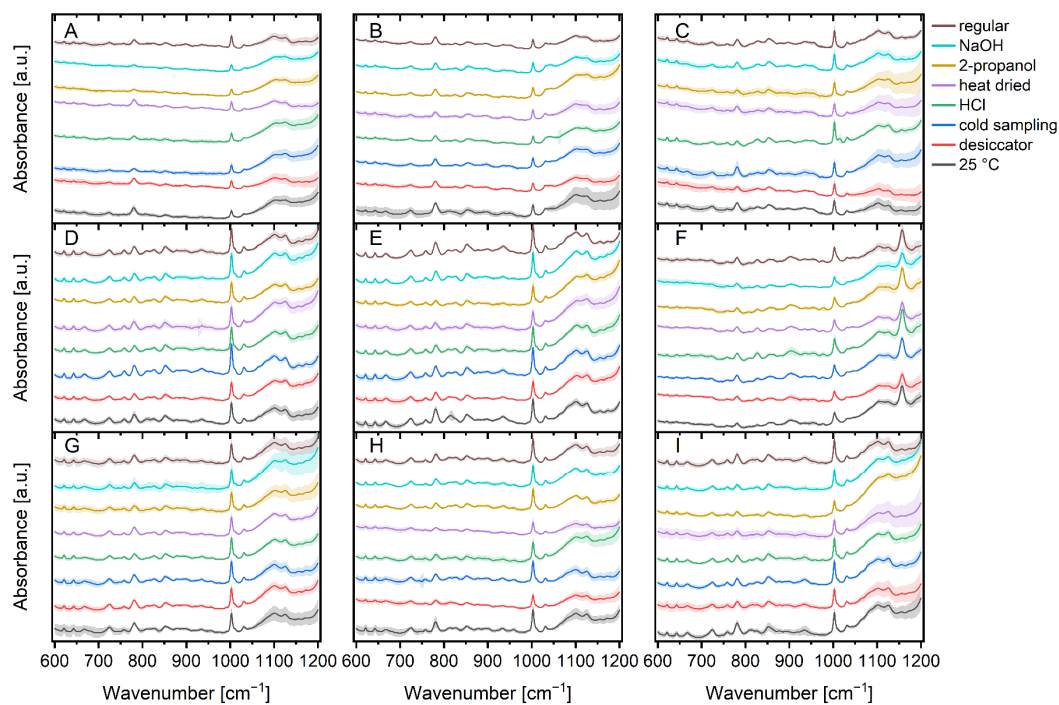 A
B
C
regular
NaOH
2-propanol
heat dried
HCl
cold sampling
desiccator
25 °C
Absorbance [a.u.]
D
E
F
Absorbance [a.u.]
G
H
I
Absorbance [a.u.]
600 700 800 900 1000 1100 1200
600 700 800 900 1000 1100 1200
600 700 800 900 1000 1100 1200
Wavenumber [cm⁻¹]
Wavenumber [cm⁻¹]
Wavenumber [cm⁻¹]